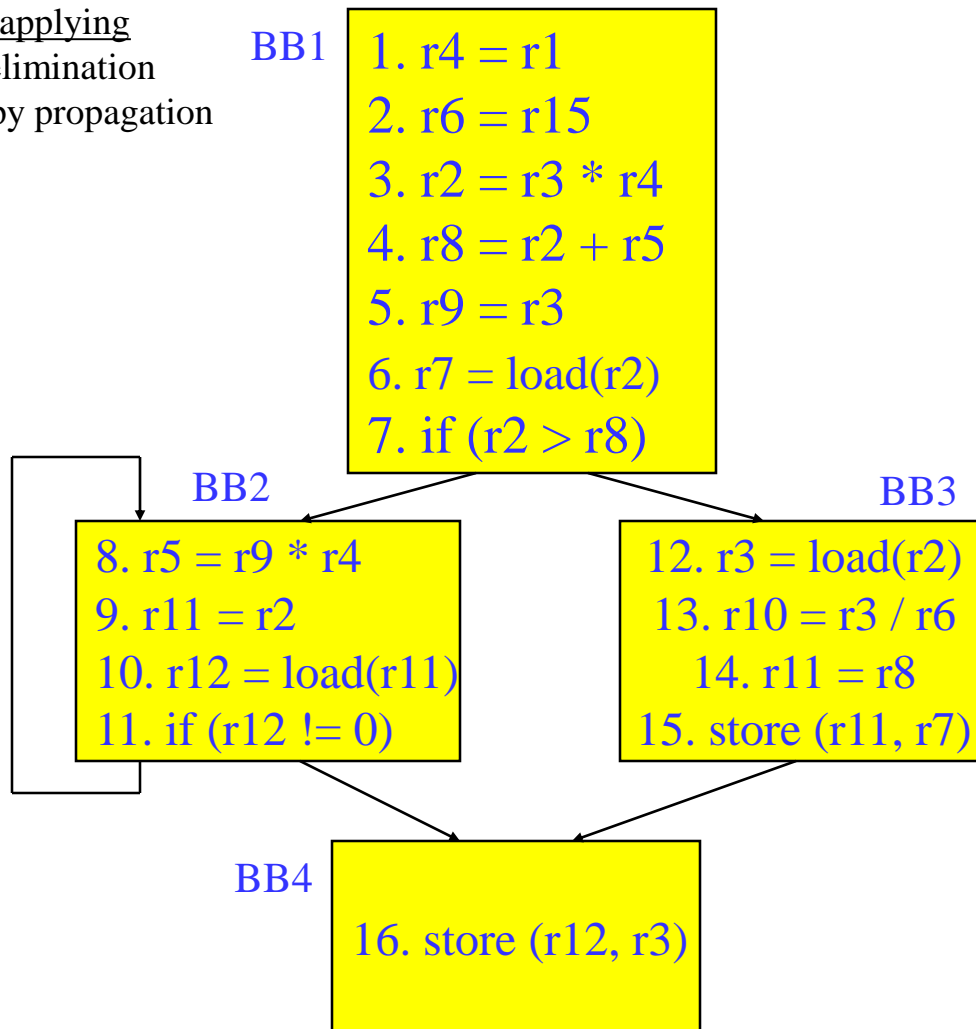 applying
elimination
py propagation
BB1
1. r4 = r1
2. r6 = r15
3. r2 = r3 * r4
4. r8 = r2 + r5
5. r9 = r3
6. r7 = load(r2)
7. if (r2 > r8)
BB2
8. r5 = r9 * r4
9. r11 = r2
10. r12 = load(r11)
11. if (r12 != 0)
BB3
12. r3 = load(r2)
13. r10 = r3 / r6
14. r11 = r8
15. store (r11, r7)
BB4
16. store (r12, r3)